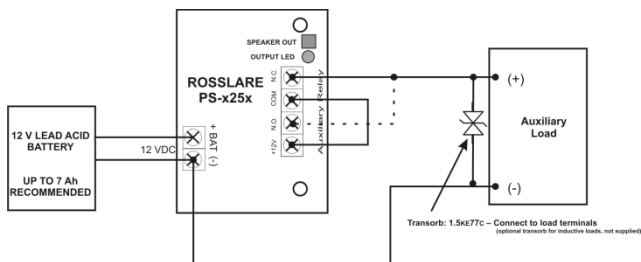 SPEAKER OUT
OUTPUT LED
ROSSLARE
PS-x25x
N.C.
COM
N.O.
+12V
Auxiliary Relay
+ BAT (-)
12 V LEAD ACID
BATTERY
UP TO 7 Ah
RECOMMENDED
12 VDC
(+)
Auxiliary
Load
(-)
Transorb: 1.5KE77C – Connect to load terminals
(optional transorb for inductive loads, not supplied)